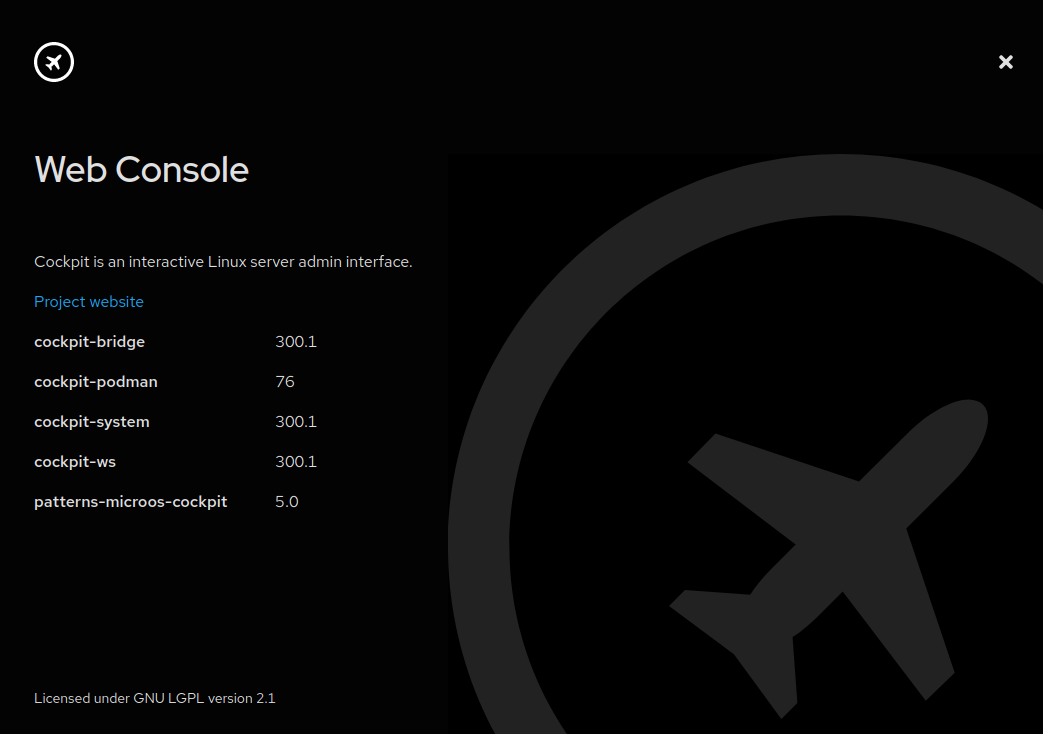 Web Console
Cockpit is an interactive Linux server admin interface.
Project website
cockpit-bridge 300.1
cockpit-podman 76
cockpit-system 300.1
cockpit-ws 300.1
patterns-microos-cockpit 5.0
Licensed under GNU LGPL version 2.1